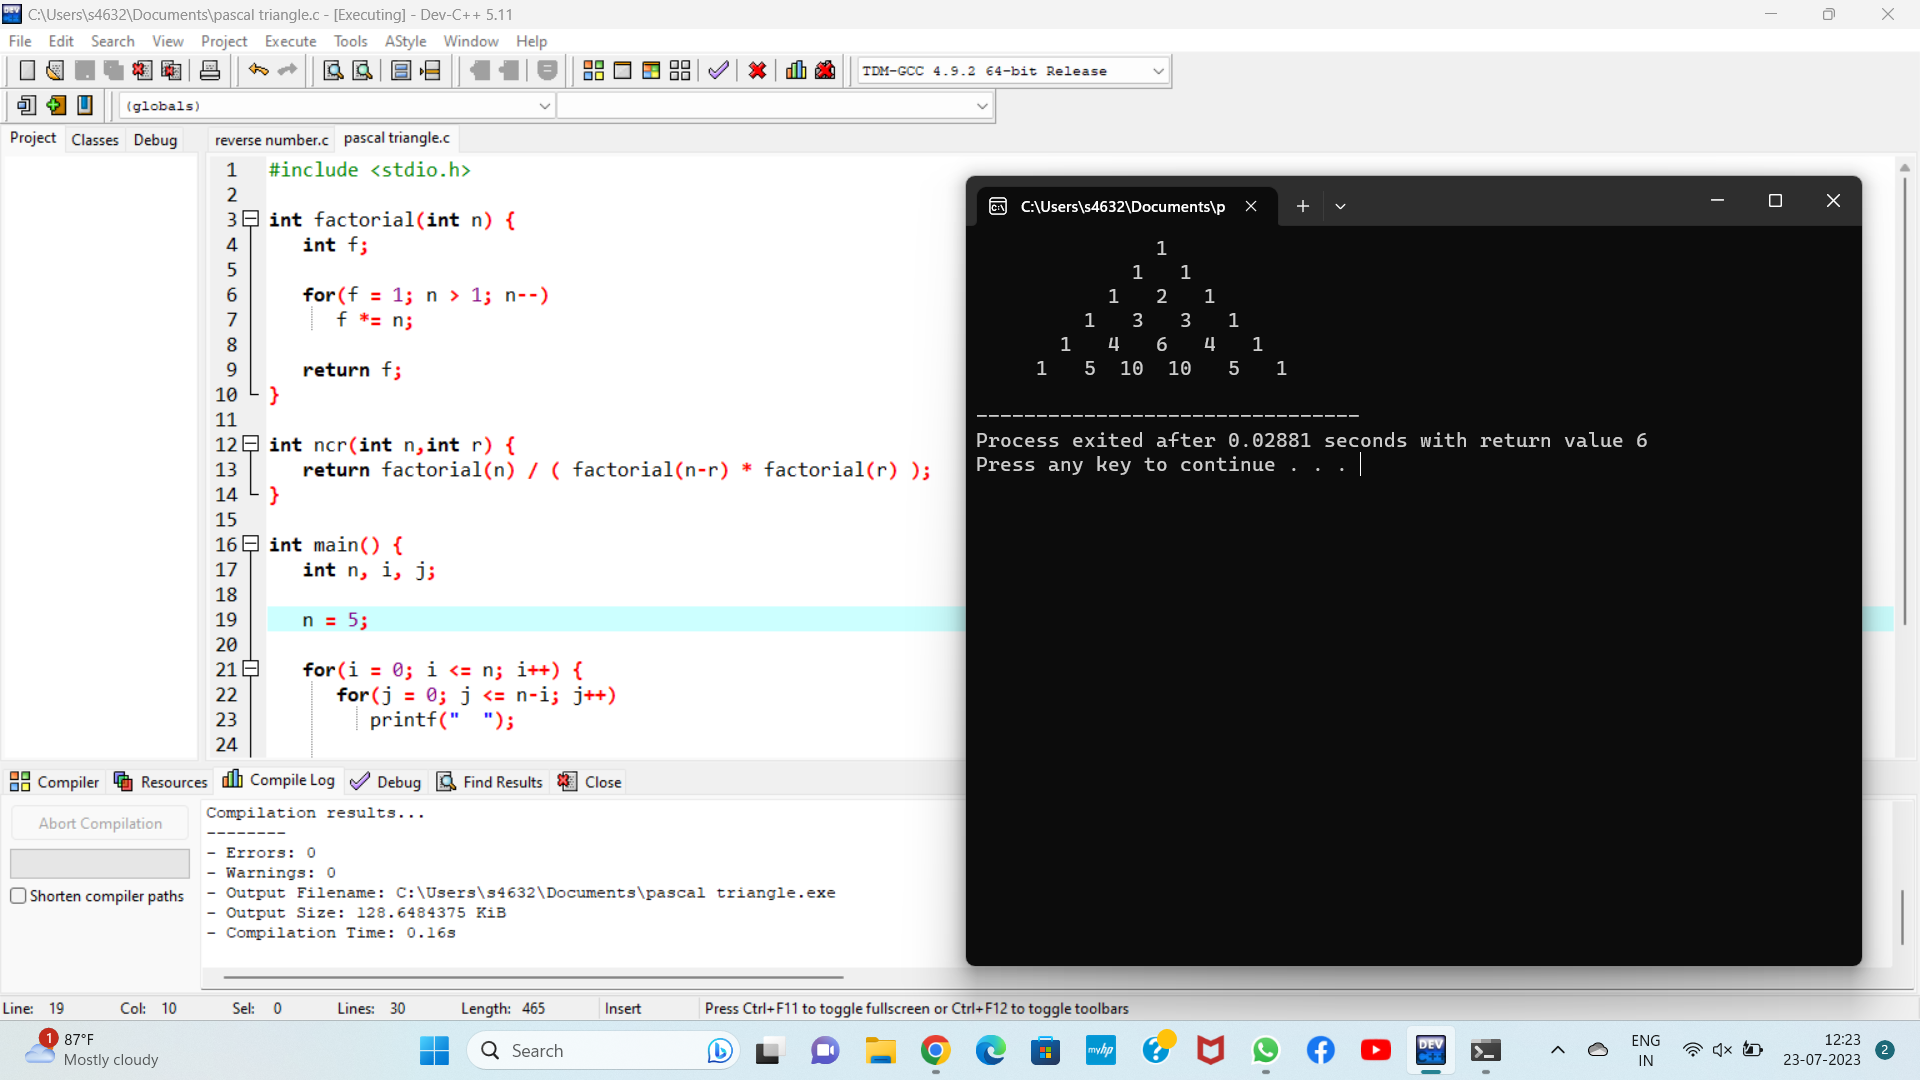 C:\Users\s4632\Documents\pascal triangle.c - [Executing] - Dev-C++ 5.11
File Edit Search View Project Execute Tools AStyle Window Help
TDM-GCC 4.9.2 64-bit Release
(globals)
Project Classes Debug
reverse number.c pascal triangle.c
1 #include <stdio.h>
2
3 int factorial(int n) {
4 int f;
5
6 for(f = 1; n > 1; n--)
7 f *= n;
8
9 return f;
10 }
11
12 int ncr(int n,int r) {
13 return factorial(n) / ( factorial(n-r) * factorial(r) );
14 }
15
16 int main() {
17 int n, i, j;
18
19 n = 5;
20
21 for(i = 0; i <= n; i++) {
22 for(j = 0; j <= n-i; j++)
23 printf("  ");
24
C:\Users\s4632\Documents\p
1
1 1
1 2 1
1 3 3 1
1 4 6 4 1
1 5 10 10 5 1
--------------------------------
Process exited after 0.02881 seconds with return value 6
Press any key to continue . . .
Compiler Resources Compile Log Debug Find Results Close
Abort Compilation
Shorten compiler paths
Compilation results...
--------
- Errors: 0
- Warnings: 0
- Output Filename: C:\Users\s4632\Documents\pascal triangle.exe
- Output Size: 128.6484375 KiB
- Compilation Time: 0.16s
Line: 19 Col: 10 Sel: 0 Lines: 30 Length: 465 Insert Press Ctrl+F11 to toggle fullscreen or Ctrl+F12 to toggle toolbars
1
87°F
Mostly cloudy
Search
myhp
DEV
C++
ENG
IN
12:23
23-07-2023
2